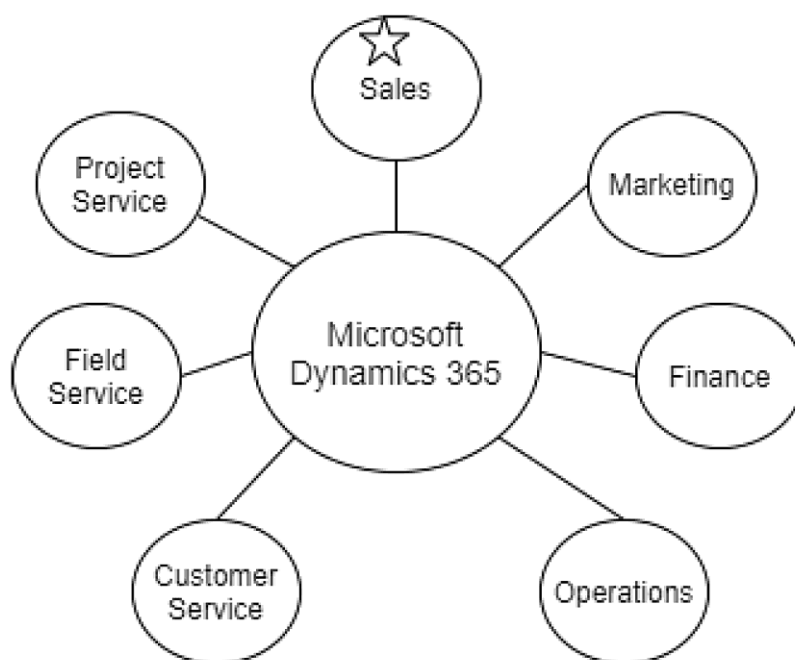 Sales
Project
Service
Marketing
Microsoft
Dynamics 365
Field
Service
Finance
Customer
Service
Operations